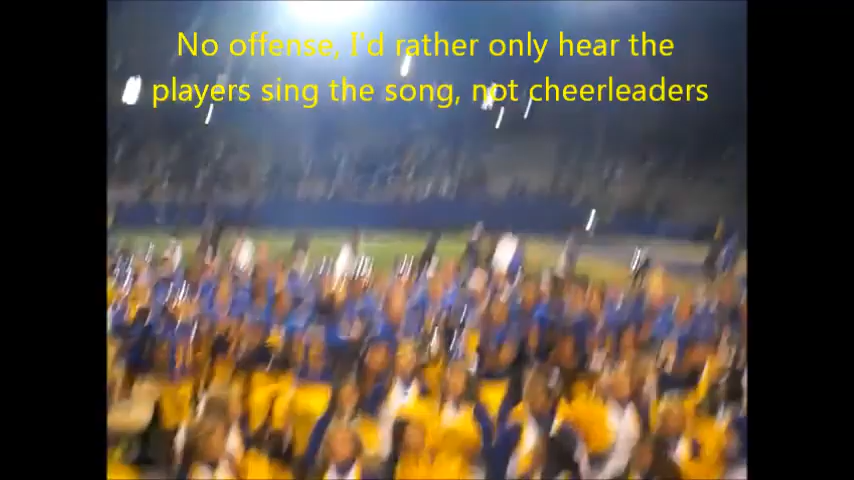 No offense, I'd rather only hear the
players sing the song, not cheerleaders